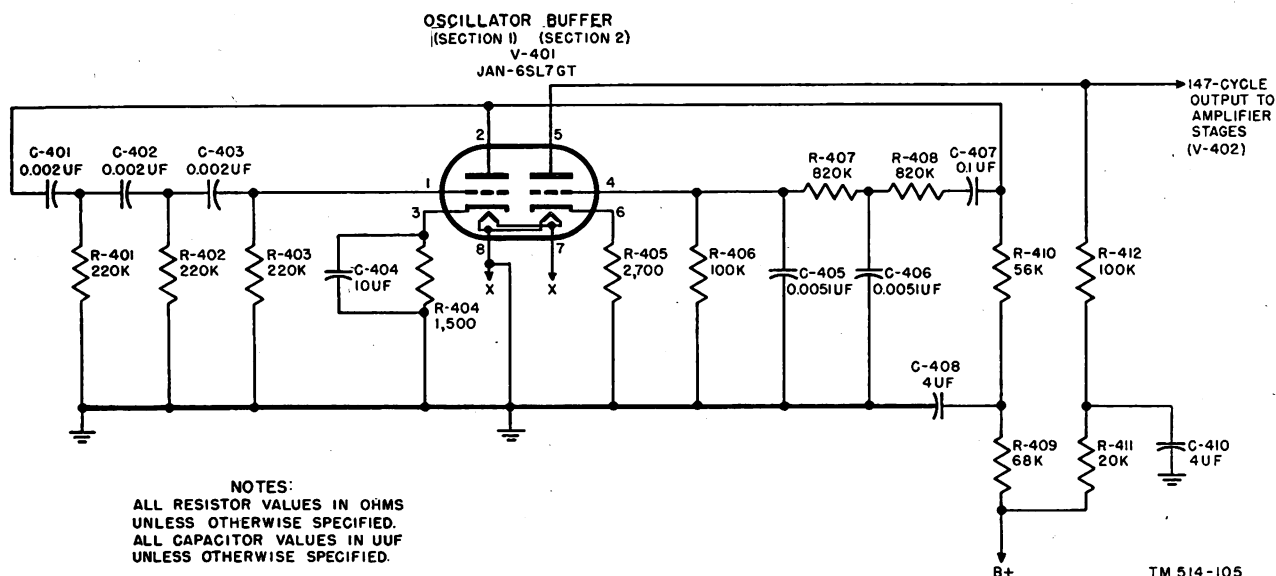 OSCILLATOR BUFFER
(SECTION 1) (SECTION 2)
V-401
JAN-6SL7GT
2
5
147-CYCLE
OUTPUT TO
AMPLIFIER
STAGES
(V-402)
C-401
0.002UF
C-402
0.002UF
C-403
0.002UF
1
4
3
6
8
7
X
X
R-407
820K
R-408
820K
C-407
0.1UF
R-401
220K
R-402
220K
R-403
220K
C-404
10UF
R-404
1,500
R-405
2,700
R-406
100K
C-405
0.0051UF
C-406
0.0051UF
R-410
56K
R-412
100K
C-408
4UF
R-409
68K
R-411
20K
C-410
4UF
B+
NOTES:
ALL RESISTOR VALUES IN OHMS
UNLESS OTHERWISE SPECIFIED.
ALL CAPACITOR VALUES IN UUF
UNLESS OTHERWISE SPECIFIED.
TM 514-105